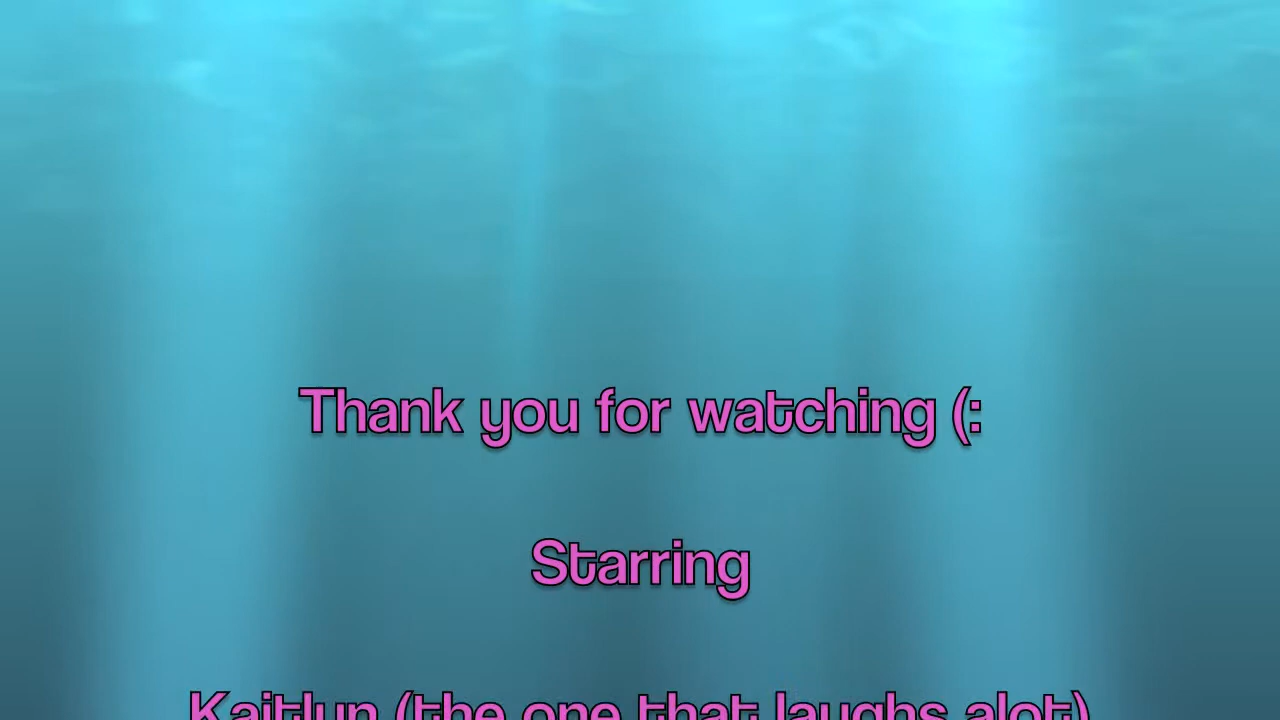 Thank you for watching (:
Starring
Kaitlyn (the one that laughs alot)